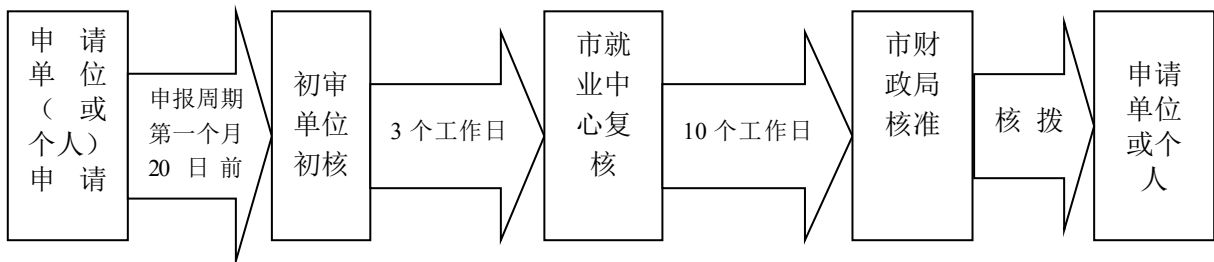 申请
单位
（或
个人）
申请
申报周期
第一个月
20日前
初审
单位
初核
3个工作日
市就
业中
心复
核
10个工作日
市财
政局
核准
核拨
申请
单位
或个
人